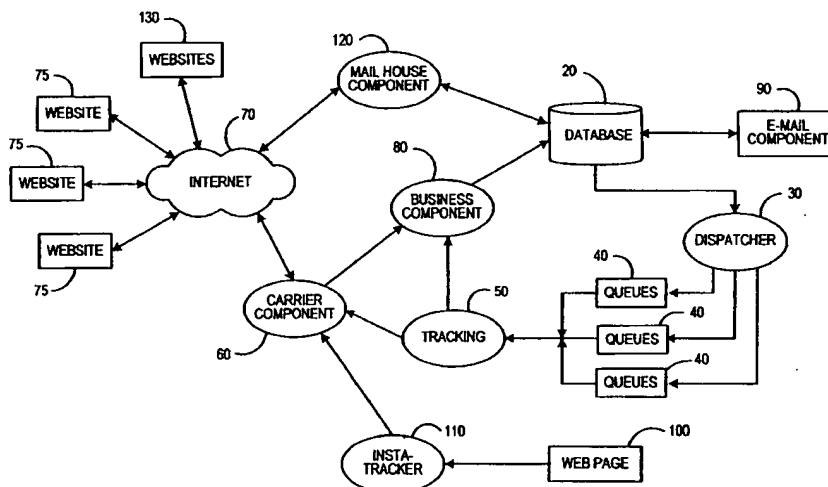 130
WEBSITES
120
MAIL HOUSE
COMPONENT
75
WEBSITE
70
INTERNET
20
DATABASE
90
E-MAIL
COMPONENT
75
WEBSITE
80
BUSINESS
COMPONENT
30
DISPATCHER
WEBSITE
75
CARRIER
COMPONENT
60
50
TRACKING
40
QUEUES
40
QUEUES
40
QUEUES
110
INSTA-
TRACKER
100
WEB PAGE